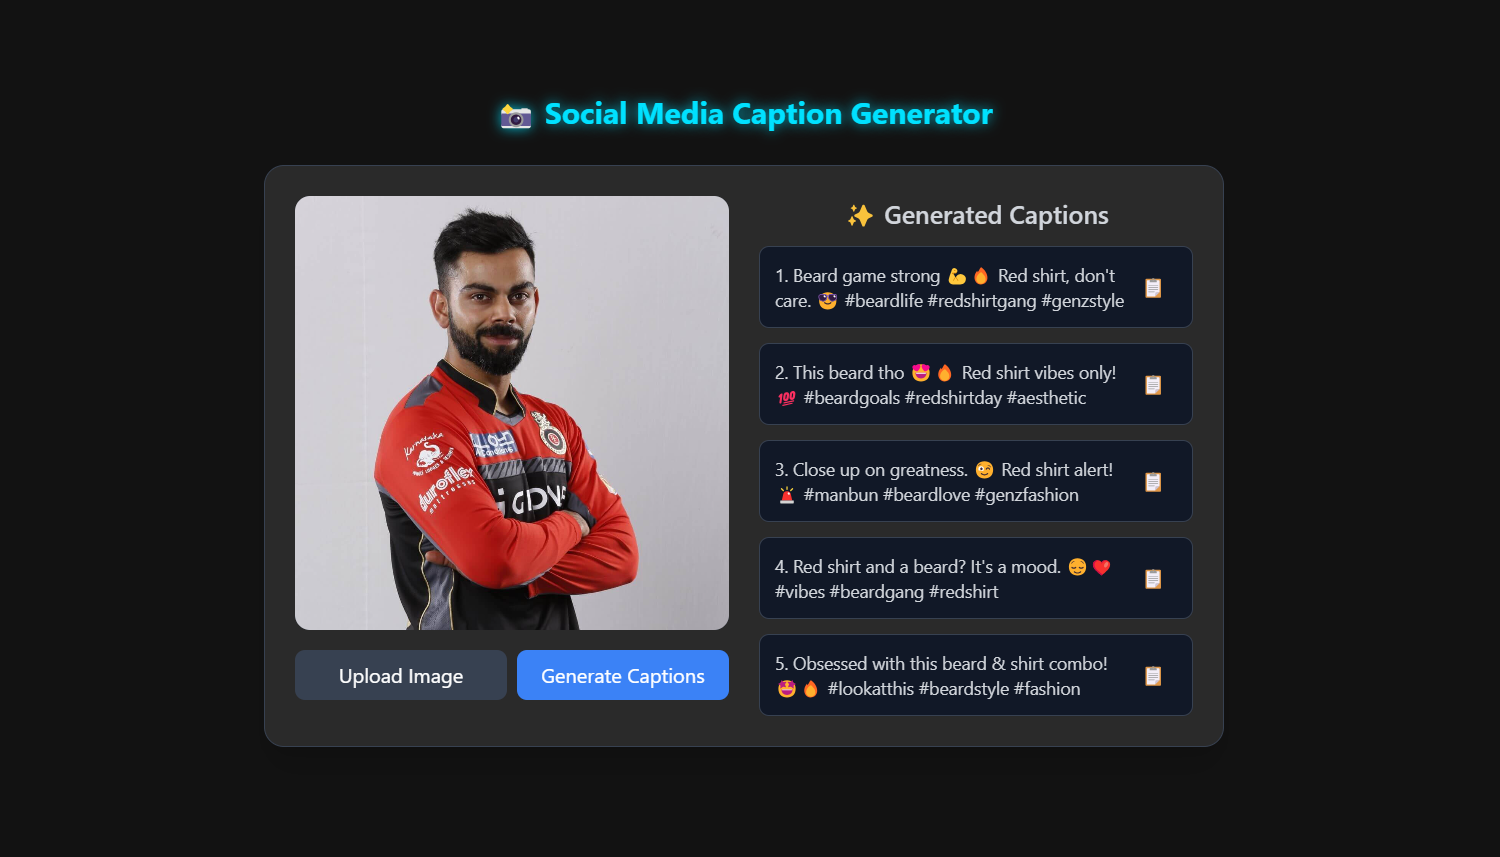 📸 Social Media Caption Generator
Karnataka
duroflex
mattresses
✨ Generated Captions
1. Beard game strong 💪🔥 Red shirt, don't
care. 😎 #beardlife #redshirtgang #genzstyle
2. This beard tho 😍🔥 Red shirt vibes only!
💯 #beardgoals #redshirtday #aesthetic
3. Close up on greatness. 😉 Red shirt alert!
🚨 #manbun #beardlove #genzfashion
4. Red shirt and a beard? It's a mood. 😌❤️
#vibes #beardgang #redshirt
5. Obsessed with this beard & shirt combo!
🤩🔥 #lookatthis #beardstyle #fashion
Upload Image
Generate Captions